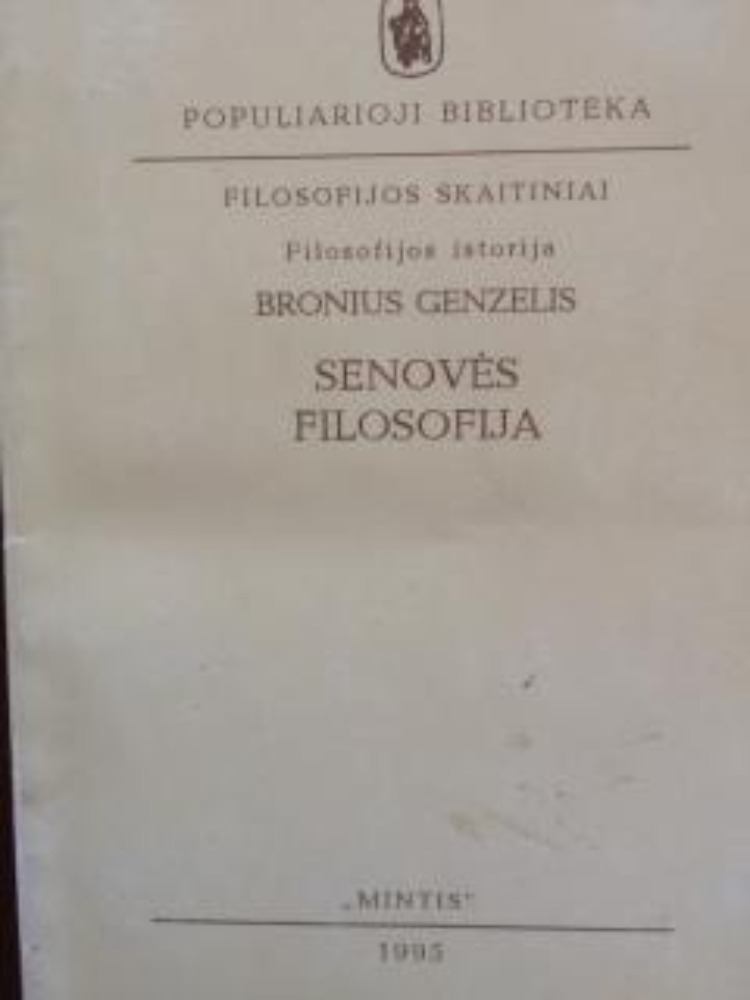 POPULIARIOJI BIBLIOTEKA
FILOSOFIJOS SKAITINIAI
Filosofijos istorija
BRONIUS GENZELIS
SENOVĖS
FILOSOFIJA
„MINTIS“
1995